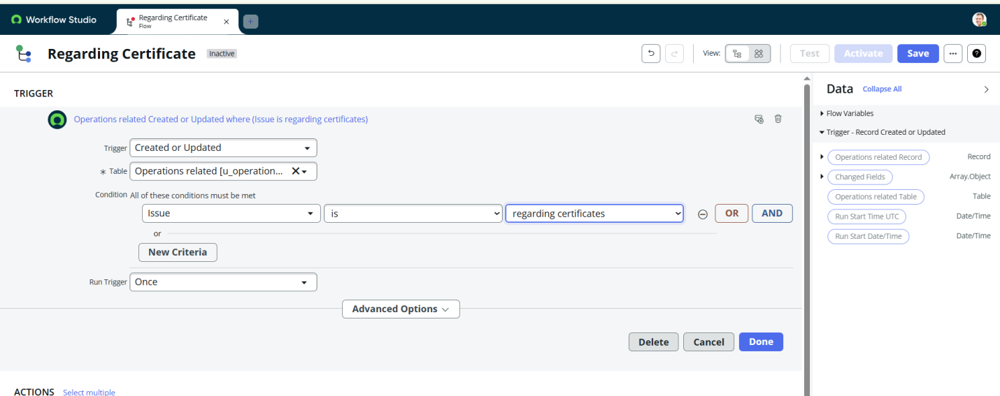 Workflow Studio
Regarding Certificate
Flow
Regarding Certificate
Inactive
View:
Test
Activate
Save
TRIGGER
Operations related Created or Updated where (Issue is regarding certificates)
Trigger
Created or Updated
* Table
Operations related [u_operation...
Condition
All of these conditions must be met
Issue
is
regarding certificates
OR
AND
or
New Criteria
Run Trigger
Once
Advanced Options
Delete
Cancel
Done
ACTIONS
Select multiple
Data
Collapse All
Flow Variables
Trigger - Record Created or Updated
Operations related Record
Record
Changed Fields
Array.Object
Operations related Table
Table
Run Start Time UTC
Date/Time
Run Start Date/Time
Date/Time